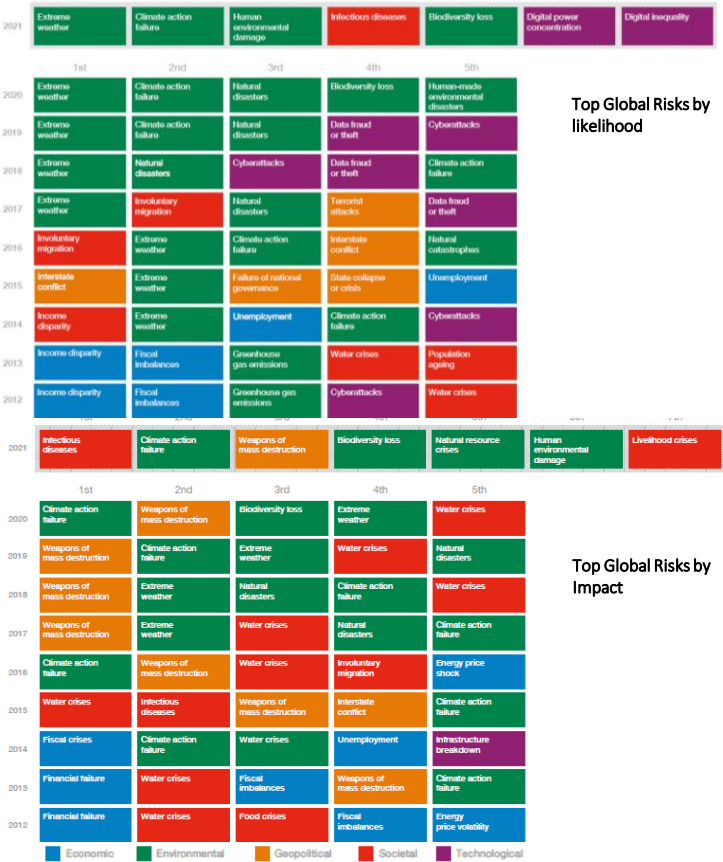 2021
Extreme weather
Climate action failure
Human environmental damage
Infectious diseases
Biodiversity loss
Digital power concentration
Digital inequality
1st 2nd 3rd 4th 5th
2020
Extreme weather
Climate action failure
Natural disasters
Biodiversity loss
Human-made environmental disasters
Top Global Risks by
likelihood
2019
Extreme weather
Climate action failure
Natural disasters
Data fraud or theft
Cyberattacks
2018
Extreme weather
Natural disasters
Cyberattacks
Data fraud or theft
Climate action failure
2017
Extreme weather
Involuntary migration
Natural disasters
Terrorist attacks
Data fraud or theft
2016
Involuntary migration
Extreme weather
Climate action failure
Interstate conflict
Natural catastrophes
2015
Interstate conflict
Extreme weather
Failure of national governance
State collapse or crisis
Unemployment
2014
Income disparity
Extreme weather
Unemployment
Climate action failure
Cyberattacks
2013
Income disparity
Fiscal imbalances
Greenhouse gas emissions
Water crises
Population ageing
2012
Income disparity
Fiscal imbalances
Greenhouse gas emissions
Cyberattacks
Water crises
2021
Infectious diseases
Climate action failure
Weapons of mass destruction
Biodiversity loss
Natural resource crises
Human environmental damage
Livelihood crises
1st 2nd 3rd 4th 5th
2020
Climate action failure
Weapons of mass destruction
Biodiversity loss
Extreme weather
Water crises
2019
Weapons of mass destruction
Climate action failure
Extreme weather
Water crises
Natural disasters
Top Global Risks by
Impact
2018
Weapons of mass destruction
Extreme weather
Natural disasters
Climate action failure
Water crises
2017
Weapons of mass destruction
Extreme weather
Water crises
Natural disasters
Climate action failure
2016
Climate action failure
Weapons of mass destruction
Water crises
Involuntary migration
Energy price shock
2015
Water crises
Infectious diseases
Weapons of mass destruction
Interstate conflict
Climate action failure
2014
Fiscal crises
Climate action failure
Water crises
Unemployment
Infrastructure breakdown
2013
Financial failure
Water crises
Fiscal imbalances
Weapons of mass destruction
Climate action failure
2012
Financial failure
Water crises
Food crises
Fiscal imbalances
Energy price volatility
Economic Environmental Geopolitical Societal Technological